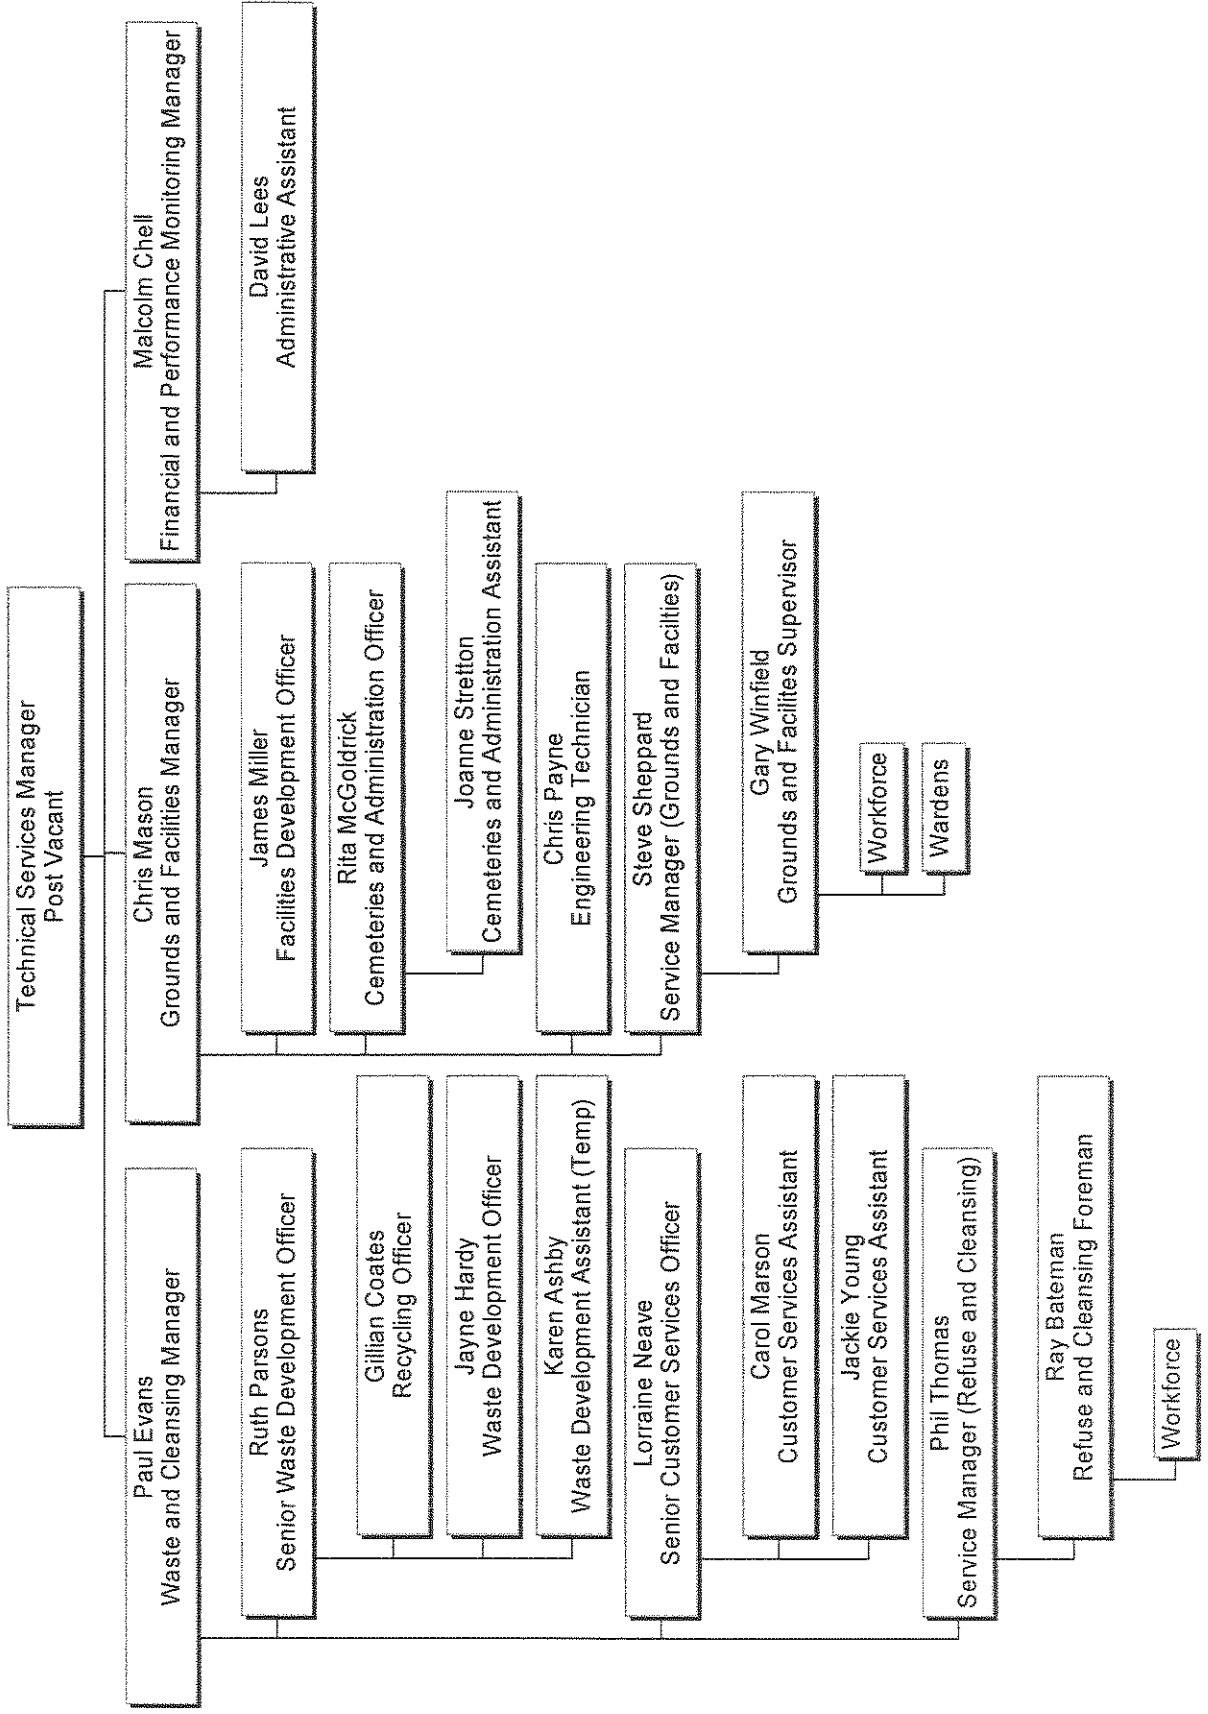 Technical Services Manager
Post Vacant
Paul Evans
Waste and Cleansing Manager
Ruth Parsons
Senior Waste Development Officer
Gillian Coates
Recycling Officer
Jayne Hardy
Waste Development Officer
Karen Ashby
Waste Development Assistant (Temp)
Lorraine Neave
Senior Customer Services Officer
Carol Marson
Customer Services Assistant
Jackie Young
Customer Services Assistant
Phil Thomas
Service Manager (Refuse and Cleansing)
Ray Bateman
Refuse and Cleansing Foreman
Workforce
Chris Mason
Grounds and Facilities Manager
James Miller
Facilities Development Officer
Rita McGoldrick
Cemeteries and Administration Officer
Joanne Stretton
Cemeteries and Administration Assistant
Chris Payne
Engineering Technician
Steve Sheppard
Service Manager (Grounds and Facilties)
Gary Winfield
Grounds and Facilites Supervisor
Workforce
Wardens
Malcolm Chell
Financial and Performance Monitoring Manager
David Lees
Administrative Assistant